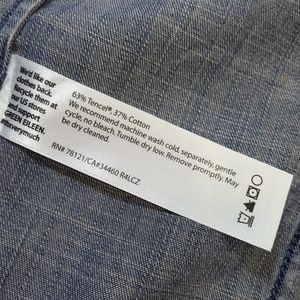 We'd like our
clothes back.
Recycle them at
our US stores
and support
GREEN EILEEN.
63% Tencel® 37% Cotton
We recommend machine wash cold, separately, gentle
cycle, no bleach. Tumble dry low. Remove promptly. May
be dry cleaned.
RN# 78121/CA#34460 R4LCZ